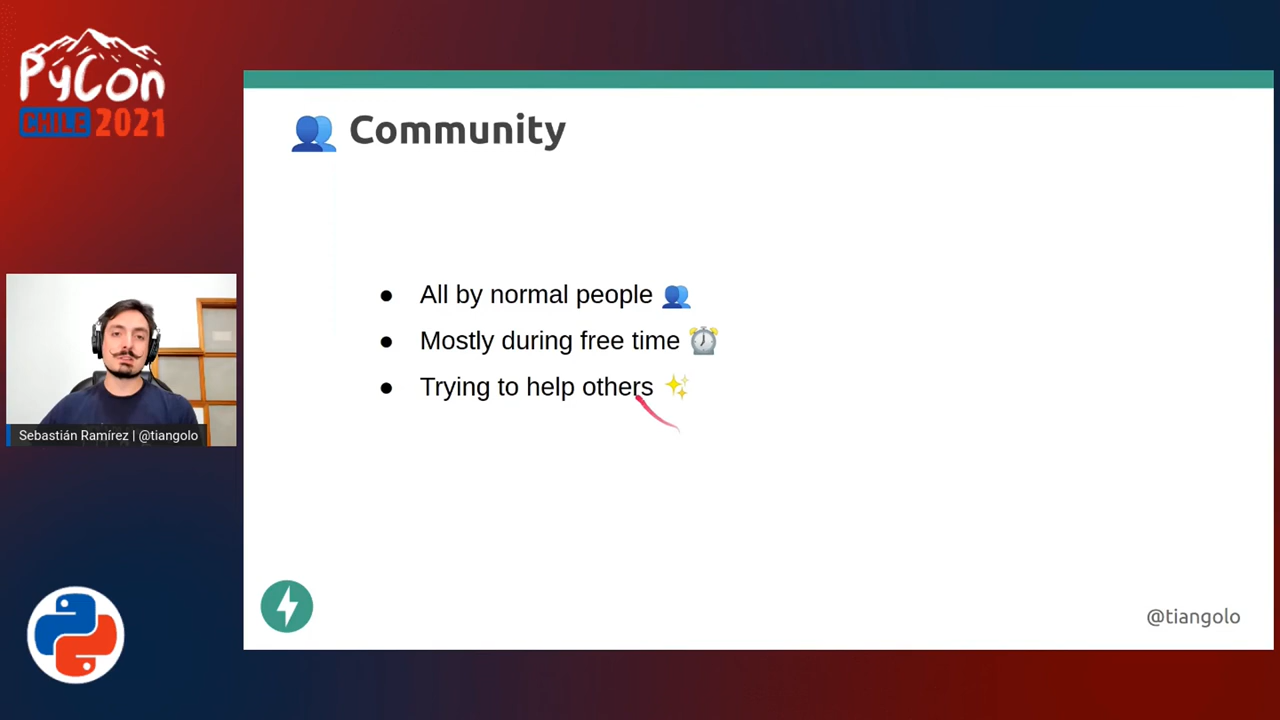 PyCon
CHILE 2021
Community
All by normal people
Mostly during free time
Trying to help others
Sebastián Ramírez | @tiangolo
@tiangolo